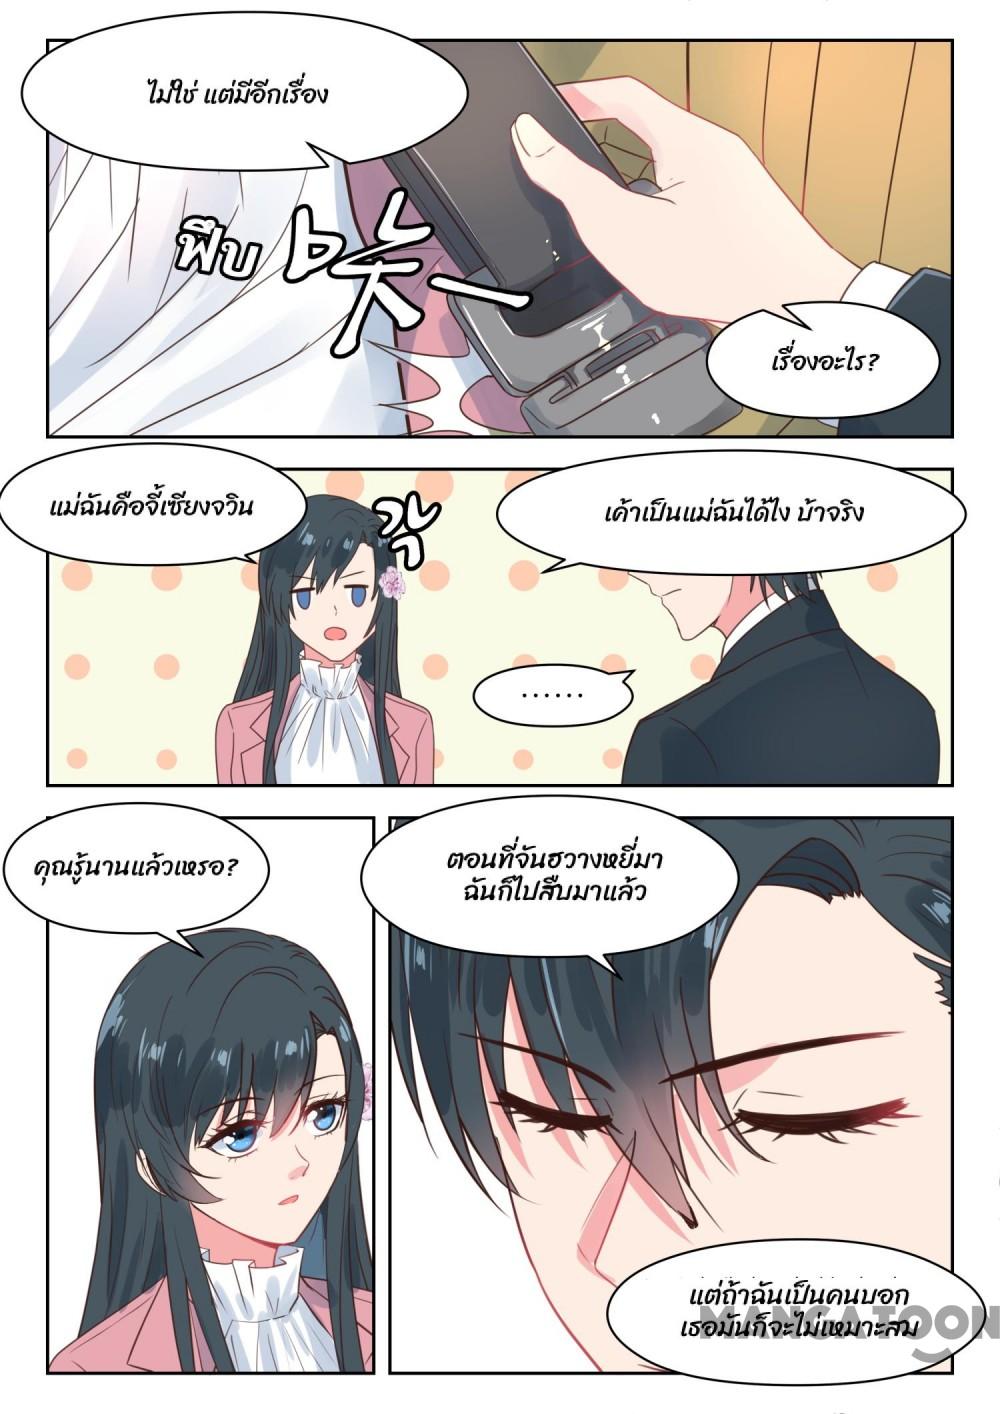 ไม่ใช่ แต่มีอีกเรื่อง
ฟึบ
咔
เรื่องอะไร?
แม่ฉันคือจี้เซียงจวิน
เค้าเป็นแม่ฉันได้ไง บ้าจริง
......
คุณรู้นานแล้วเหรอ?
ตอนที่จันฮวางหยี่มา
ฉันก็ไปสืบมาแล้ว
แต่ถ้าฉันเป็นคนบอก
เธอมันก็จะไม่เหมาะสม
MANGATOON